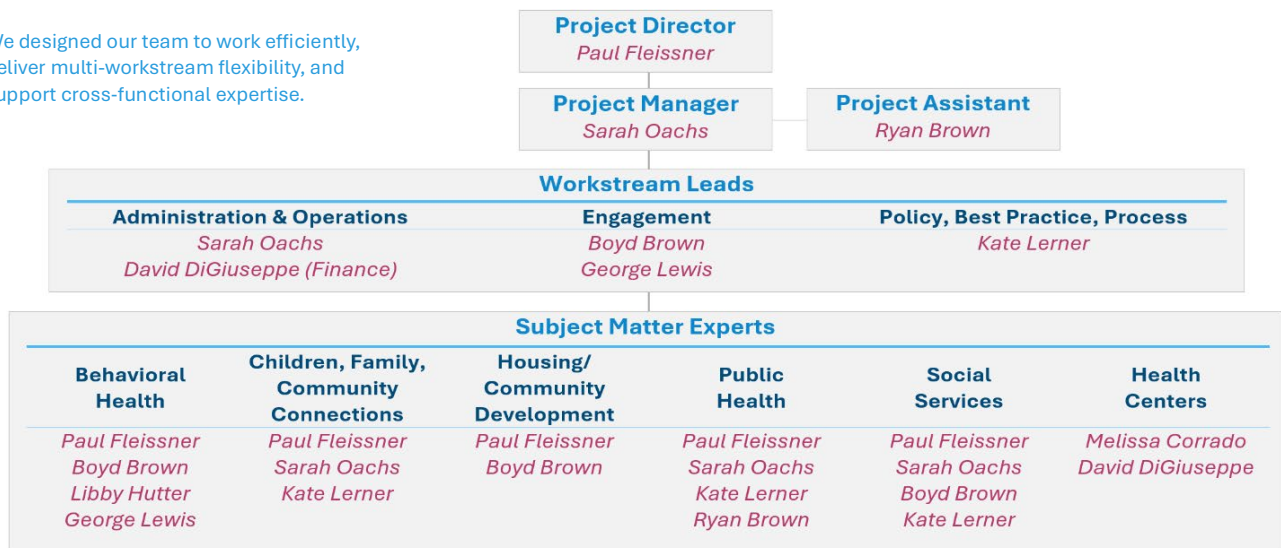 We designed our team to work efficiently,
deliver multi-workstream flexibility, and
support cross-functional expertise.
Project Director
Paul Fleissner
Project Manager
Sarah Oachs
Project Assistant
Ryan Brown
Workstream Leads
Administration & Operations
Sarah Oachs
David DiGiuseppe (Finance)
Engagement
Boyd Brown
George Lewis
Policy, Best Practice, Process
Kate Lerner
Subject Matter Experts
Behavioral
Health
Paul Fleissner
Boyd Brown
Libby Hutter
George Lewis
Children, Family,
Community
Connections
Paul Fleissner
Sarah Oachs
Kate Lerner
Housing/
Community
Development
Paul Fleissner
Boyd Brown
Public
Health
Paul Fleissner
Sarah Oachs
Kate Lerner
Ryan Brown
Social
Services
Paul Fleissner
Sarah Oachs
Boyd Brown
Kate Lerner
Health
Centers
Melissa Corrado
David DiGiuseppe